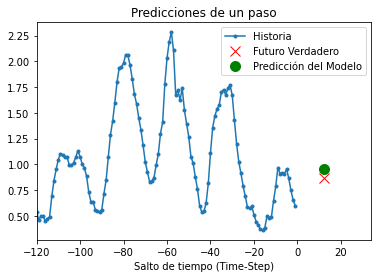 Predicciones de un paso
Historia
Futuro Verdadero
Predicción del Modelo
2.25
2.00
1.75
1.50
1.25
1.00
0.75
0.50
−120 −100 −80 −60 −40 −20 0 20
Salto de tiempo (Time-Step)